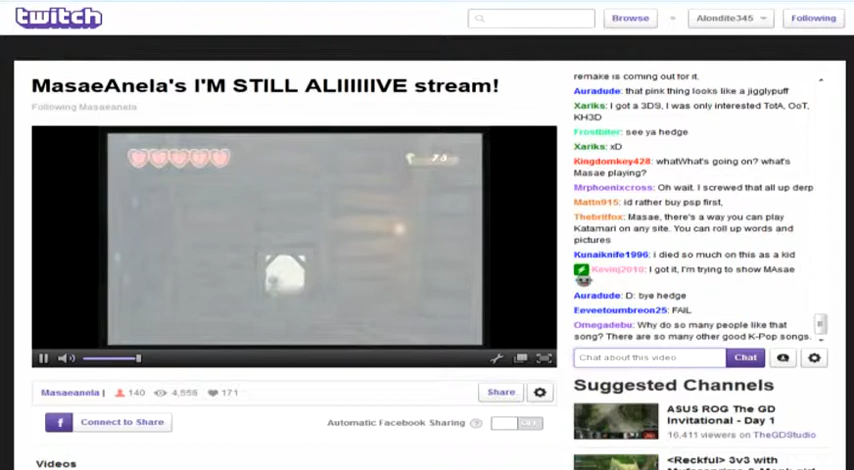 twitch
Browse
Alondite345
Following
MasaeAnela's I'M STILL ALIIIIIIVE stream!
Following Masaeanela
78
remake is coming out for it.
Auradude: that pink thing looks like a jigglypuff
Xariks: I got a 3DS, I was only interested TotA, OoT,
KH3D
Frostbiter: see ya hedge
Xariks: xD
Kingdomkey428: whatWhat's going on? what's
Masae playing?
Mrphoenixcross: Oh wait. I screwed that all up derp
Mattn915: id rather buy psp first,
Thebritfox: Masae, there's a way you can play
Katamari on any site. You can roll up words and
pictures
Kunaiknife1996: i died so much on this as a kid
Kevinj2010: I got it, I'm trying to show MAsae
Auradude: D: bye hedge
Eeveetoumbreon25: FAIL
Omegadebu: Why do so many people like that
song? There are so many other good K-Pop songs.
Chat about this video
Chat
Masaeanela |
140
4,556
171
Share
f
Connect to Share
Automatic Facebook Sharing
?
OFF
Videos
Suggested Channels
ASUS ROG The GD
Invitational - Day 1
16,411 viewers on TheGDStudio
<Reckful> 3v3 with